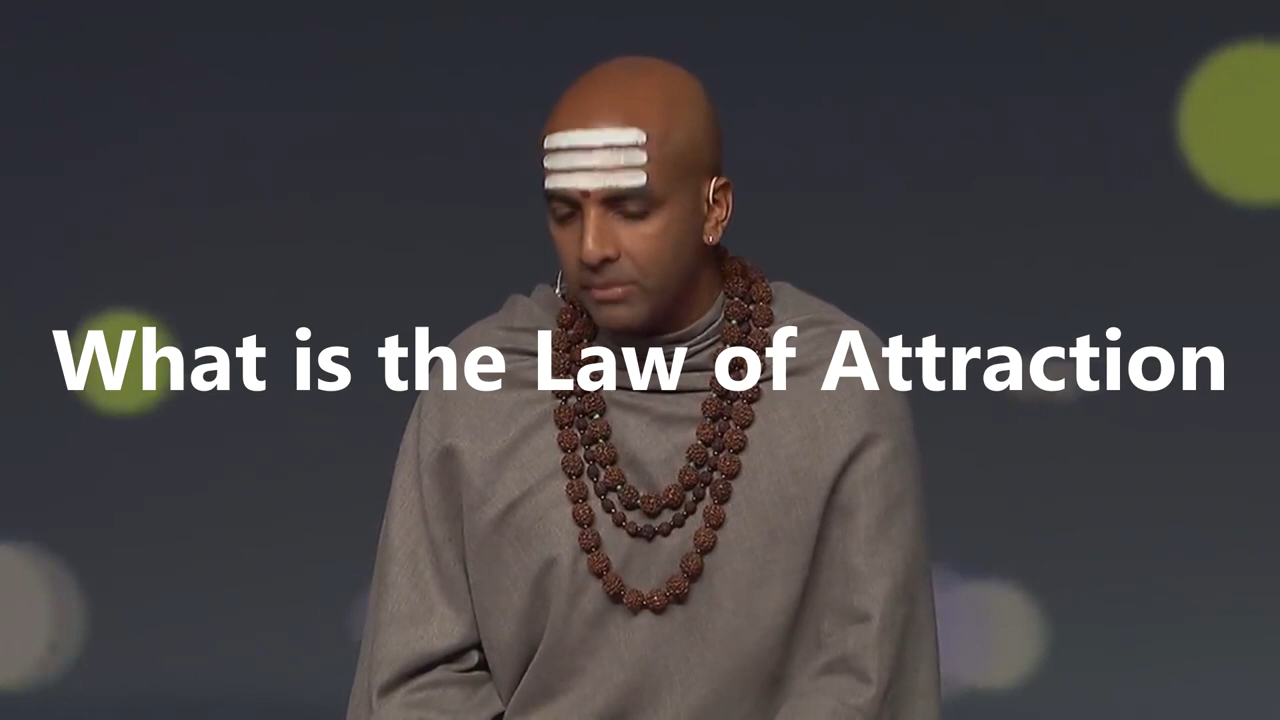 What is the Law of Attraction